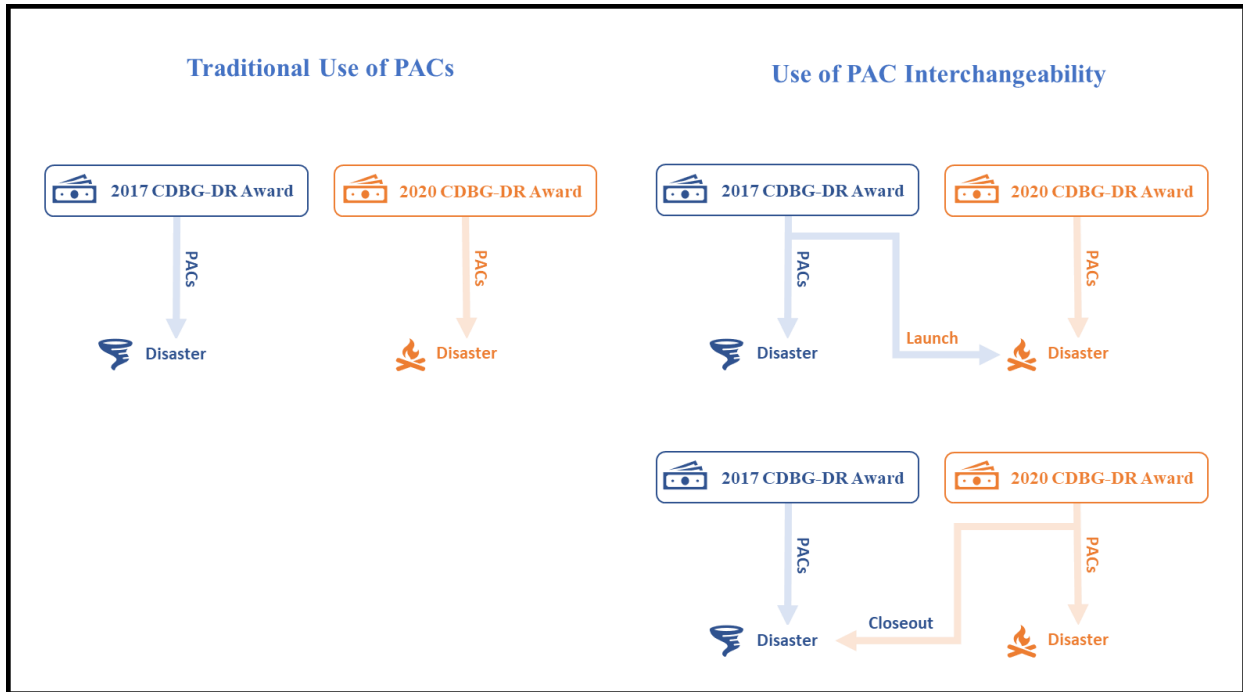 Traditional Use of PACs
2017 CDBG-DR Award
2020 CDBG-DR Award
PACs
PACs
Disaster
Disaster
Use of PAC Interchangeability
2017 CDBG-DR Award
2020 CDBG-DR Award
PACs
PACs
Launch
Disaster
Disaster
2017 CDBG-DR Award
2020 CDBG-DR Award
PACs
PACs
Closeout
Disaster
Disaster